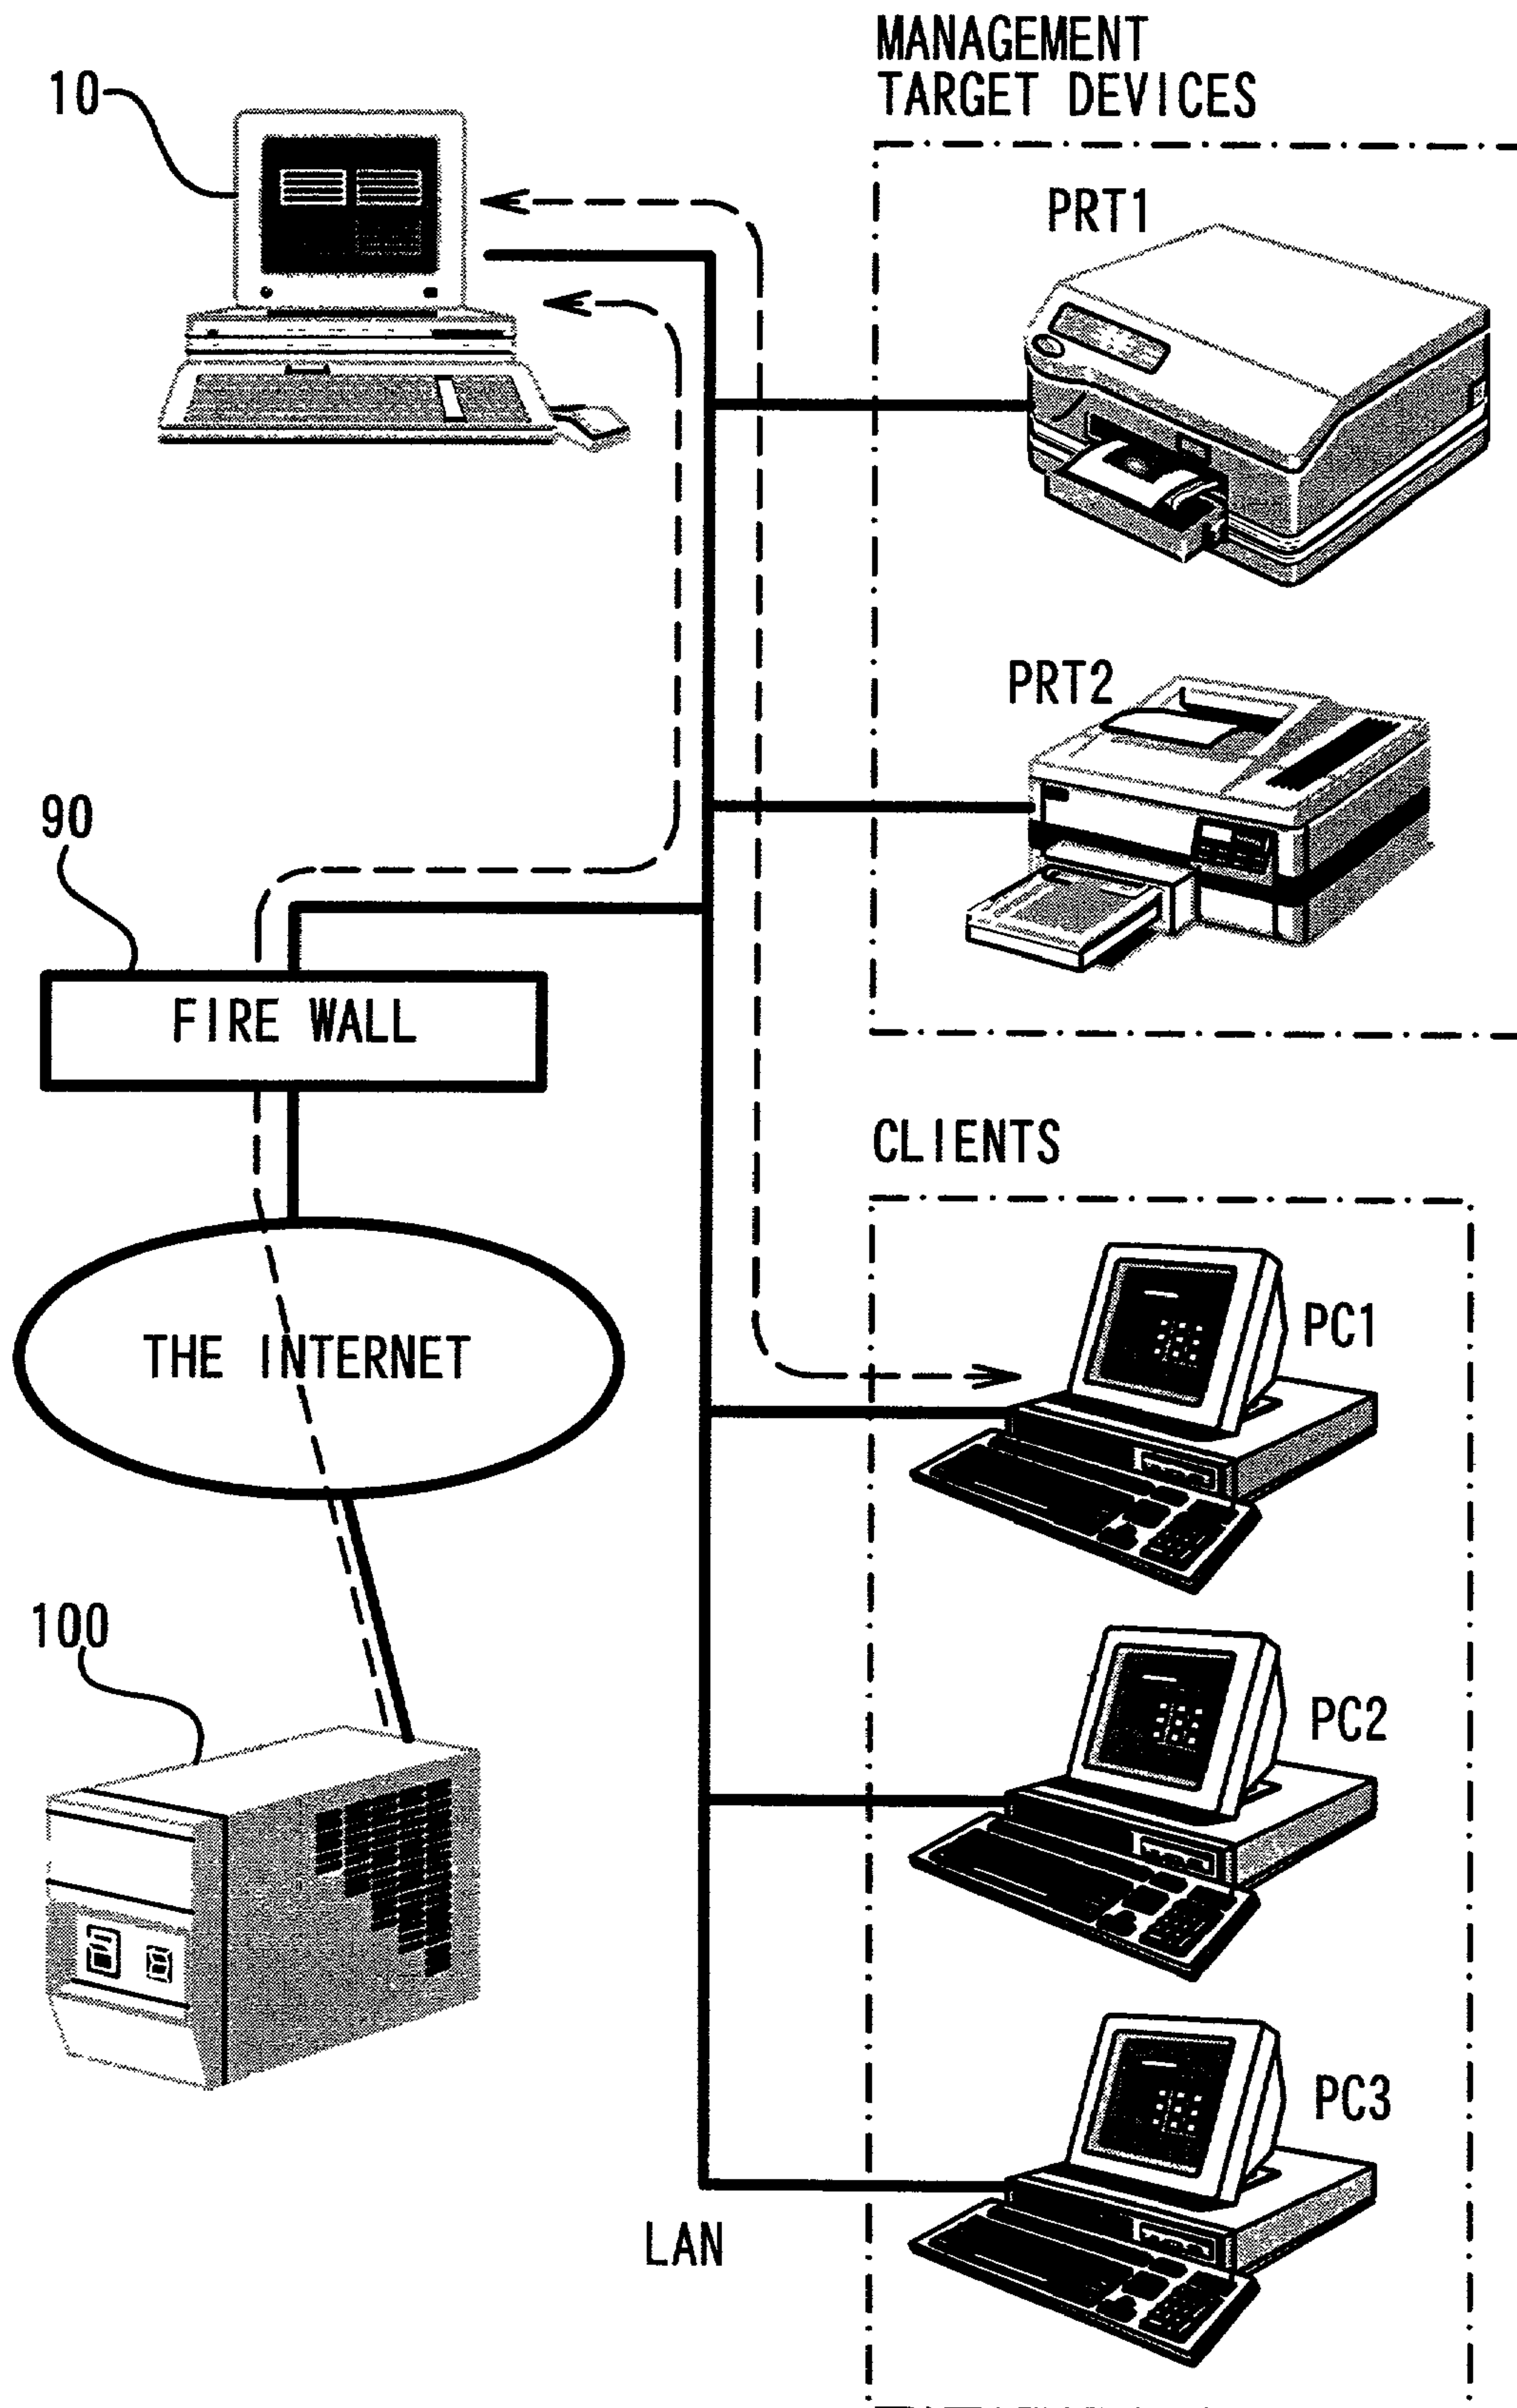 MANAGEMENT
TARGET DEVICES
10
PRT1
PRT2
90
FIRE WALL
CLIENTS
PC1
THE INTERNET
100
PC2
PC3
LAN